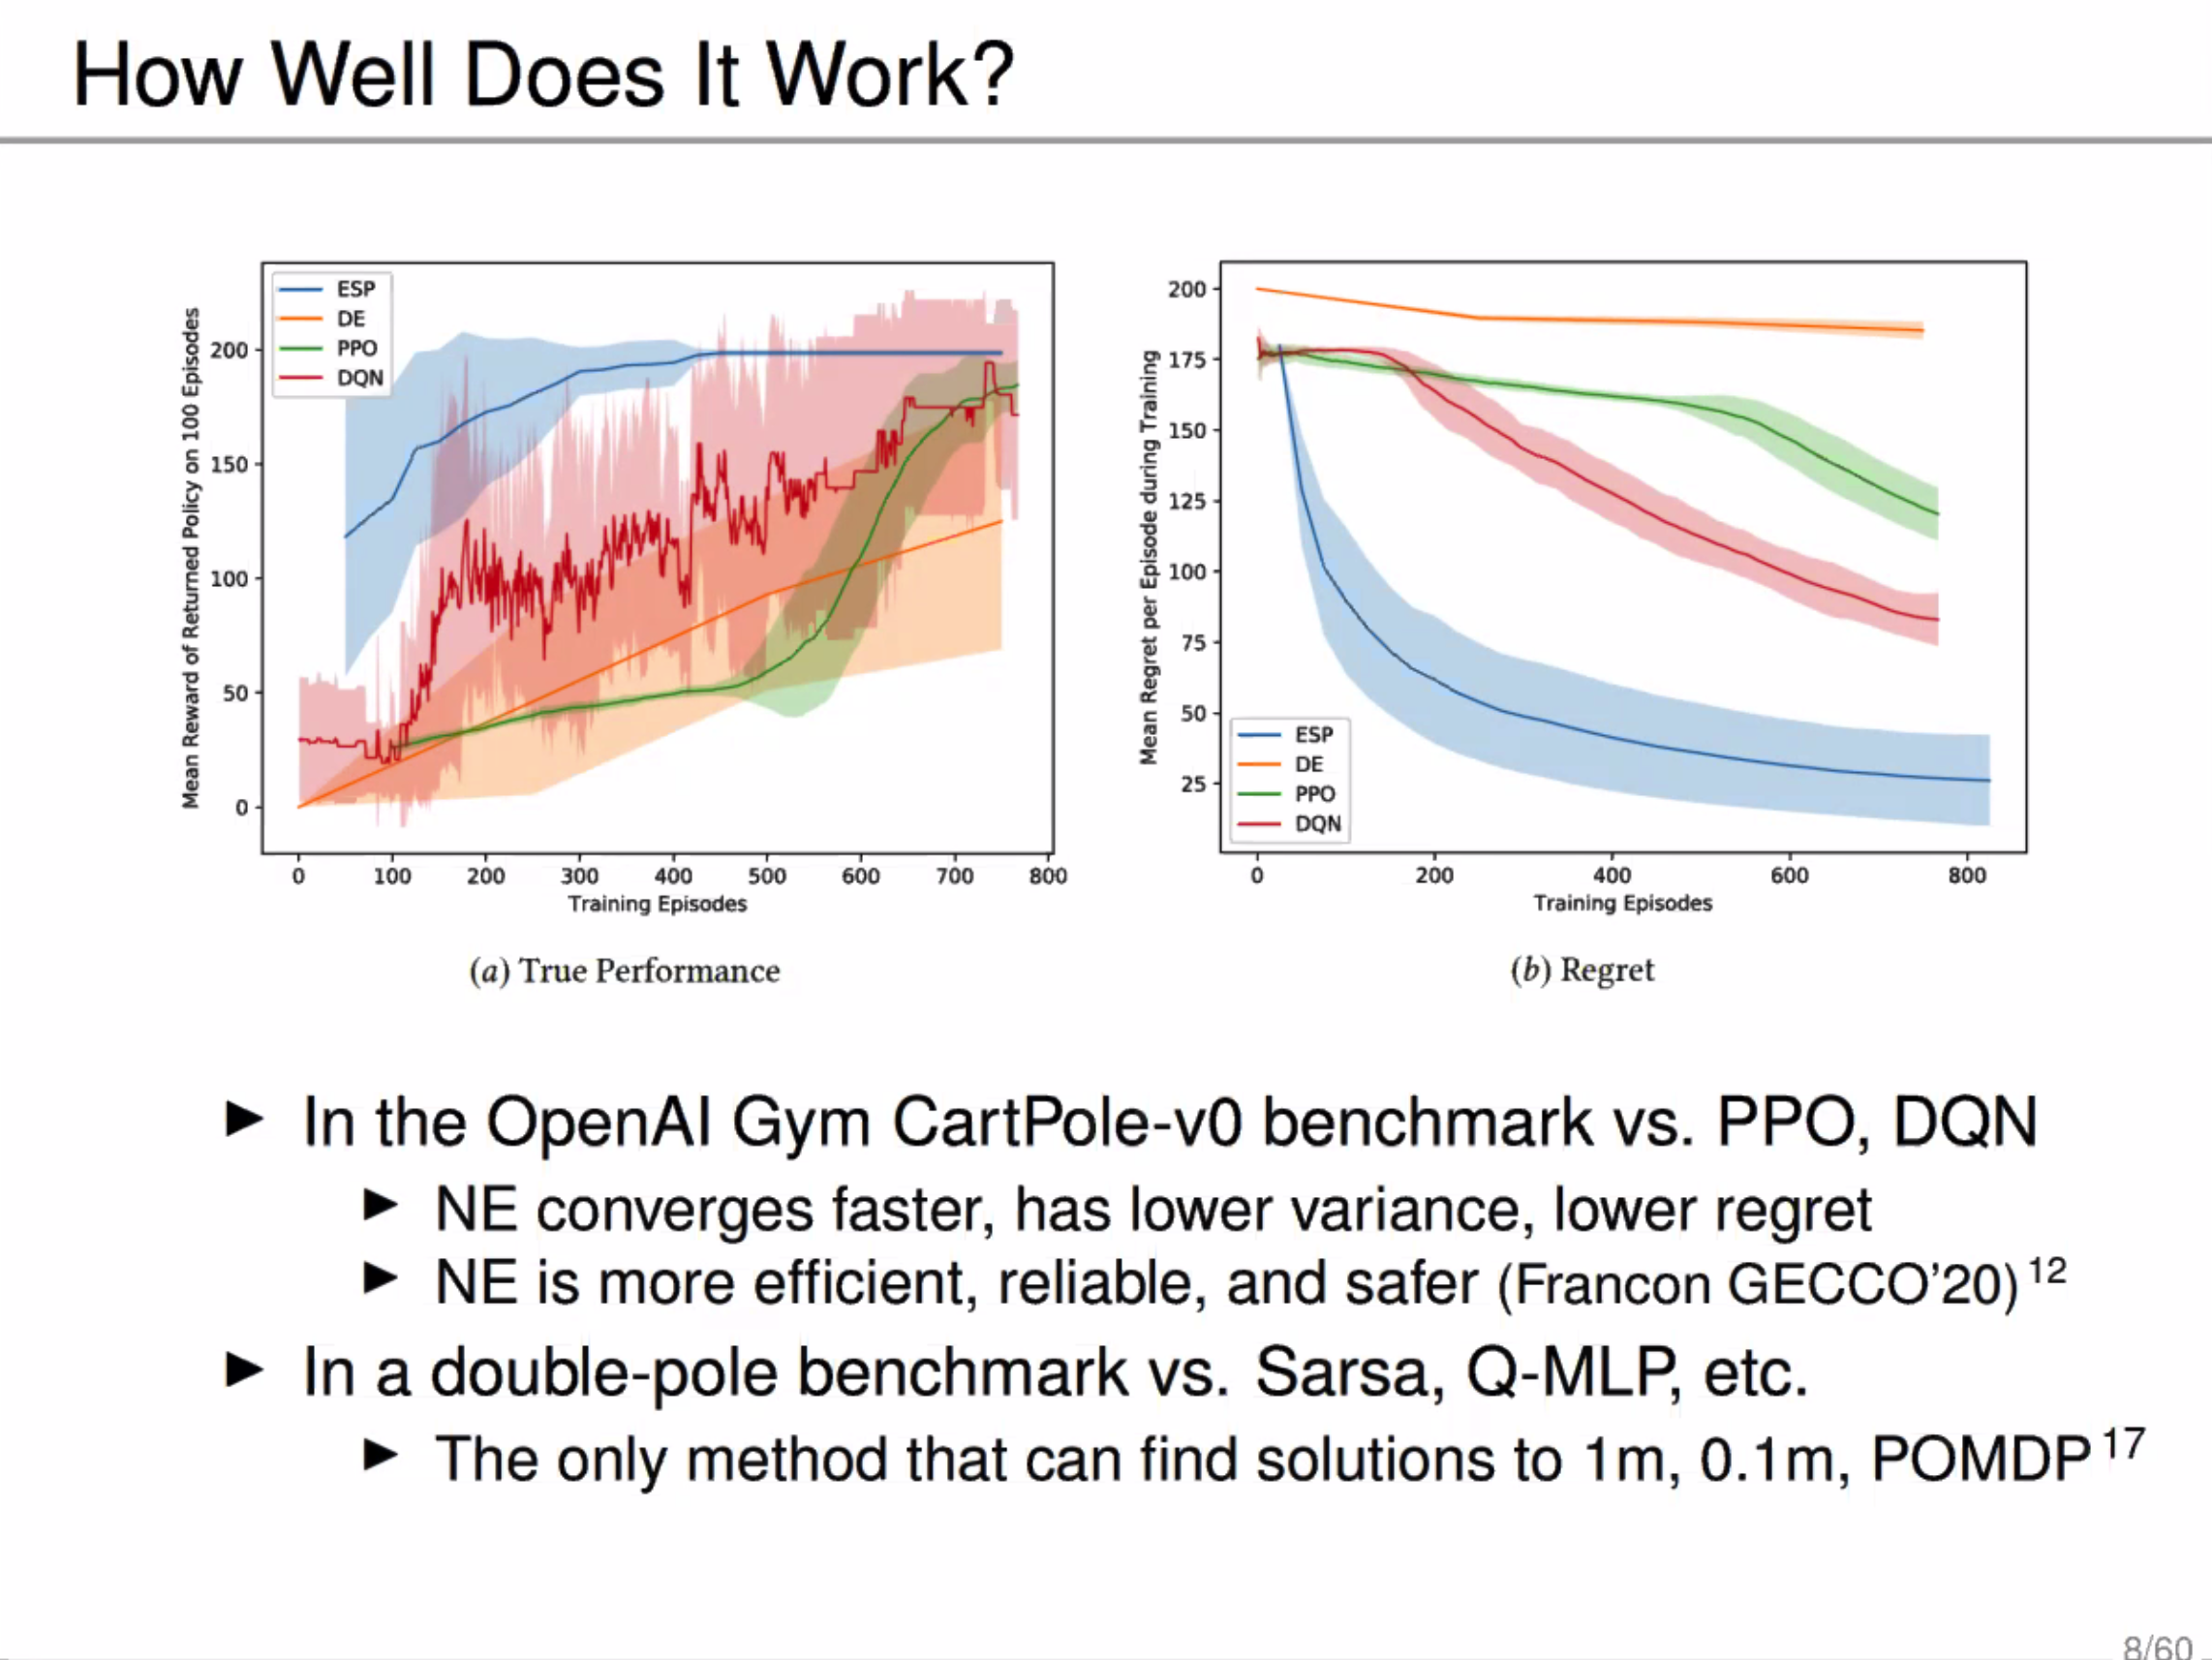 How Well Does It Work?
Mean Reward of Returned Policy on 100 Episodes
200
150
100
50
0
ESP
DE
PPO
DQN
0 100 200 300 400 500 600 700 800
Training Episodes
(a) True Performance
Mean Regret per Episode during Training
200
175
150
125
100
75
50
25
ESP
DE
PPO
DQN
0 200 400 600 800
Training Episodes
(b) Regret
► In the OpenAI Gym CartPole-v0 benchmark vs. PPO, DQN
► NE converges faster, has lower variance, lower regret
► NE is more efficient, reliable, and safer (Francon GECCO'20)12
► In a double-pole benchmark vs. Sarsa, Q-MLP, etc.
► The only method that can find solutions to 1m, 0.1m, POMDP17
8/60